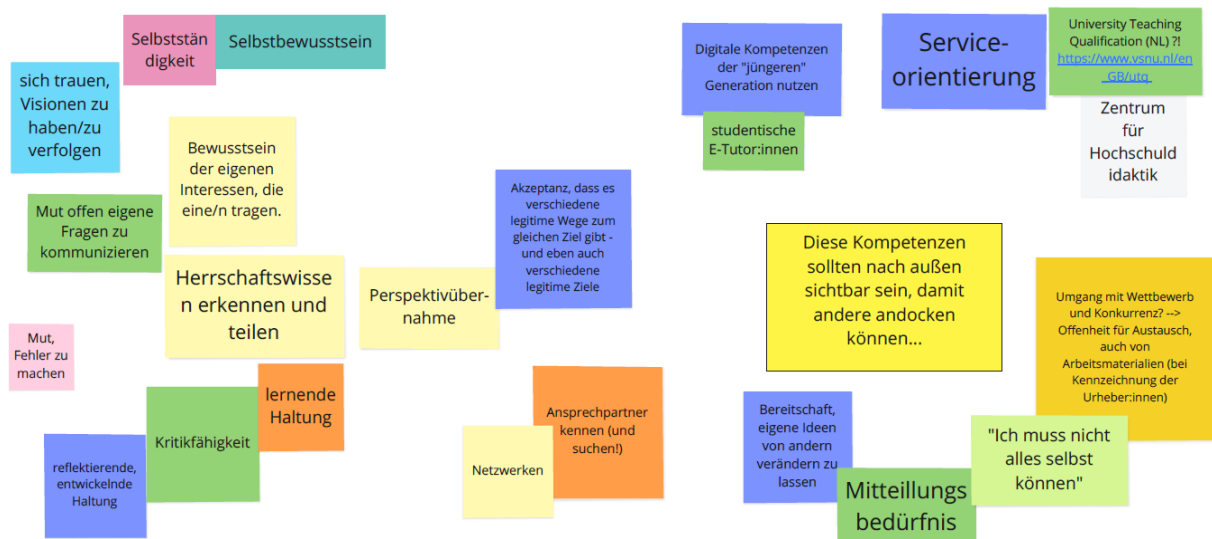 Selbststän
digkeit
Selbstbewusstsein
sich trauen,
Visionen zu
haben/zu
verfolgen
Bewusstsein
der eigenen
Interessen, die
eine/n tragen.
Mut offen eigene
Fragen zu
kommunizieren
Herrschaftswisse
n erkennen und
teilen
Perspektivüber-
nahme
Akzeptanz, dass es
verschiedene
legitime Wege zum
gleichen Ziel gibt -
und eben auch
verschiedene
legitime Ziele
Mut,
Fehler zu
machen
lernende
Haltung
Kritikfähigkeit
reflektierende,
entwickelnde
Haltung
Ansprechpartner
kennen (und
suchen!)
Netzwerken
Digitale Kompetenzen
der "jüngeren"
Generation nutzen
studentische
E-Tutor:innen
Service-
orientierung
University Teaching
Qualification (NL) ?!
https://www.vsnu.nl/en
_GB/utq
Zentrum
für
Hochschuld
idaktik
Diese Kompetenzen
sollten nach außen
sichtbar sein, damit
andere andocken
können...
Umgang mit Wettbewerb
und Konkurrenz? -->
Offenheit für Austausch,
auch von
Arbeitsmaterialien (bei
Kennzeichnung der
Urheber:innen)
Bereitschaft,
eigene Ideen
von andern
verändern zu
lassen
"Ich muss nicht
alles selbst
können"
Mitteillungs
bedürfnis